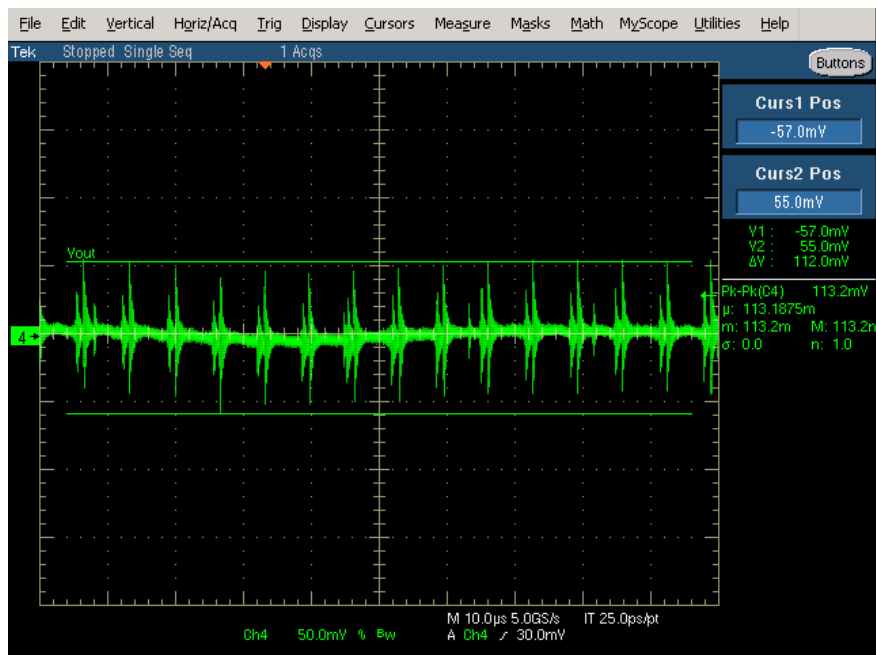 File Edit Vertical Horiz/Acq Trig Display Cursors Measure Masks Math MyScope Utilities Help
Tek Stopped Single Seq 1 Acqs
Buttons
Curs1 Pos
-57.0mV
Curs2 Pos
55.0mV
V1 : -57.0mV
V2 : 55.0mV
ΔV : 112.0mV
Vout
Pk-Pk(C4) 113.2mV
µ: 113.1875m
m: 113.2m M: 113.2m
σ: 0.0 n: 1.0
4
M 10.0µs 5.0GS/s IT 25.0ps/pt
Ch4 50.0mV ∿ Bw
A Ch4 ∕ 30.0mV